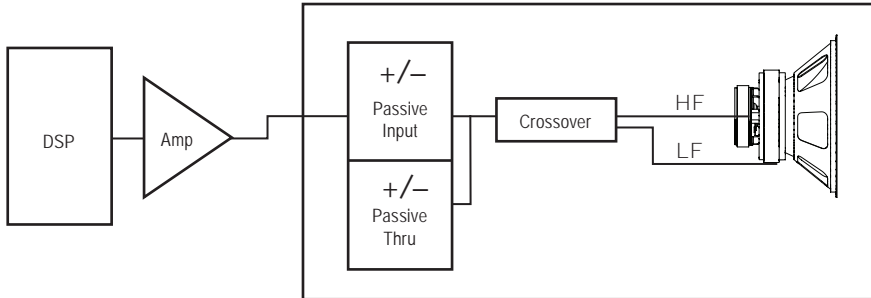 DSP
Amp
+/–
Passive
Input
+/–
Passive
Thru
Crossover
HF
LF